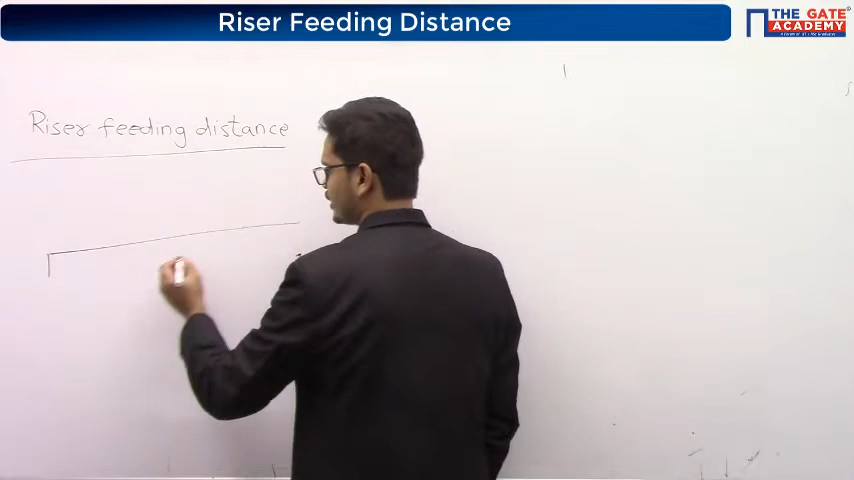 Riser Feeding Distance
THE GATE
ACADEMY
Riser feeding distance